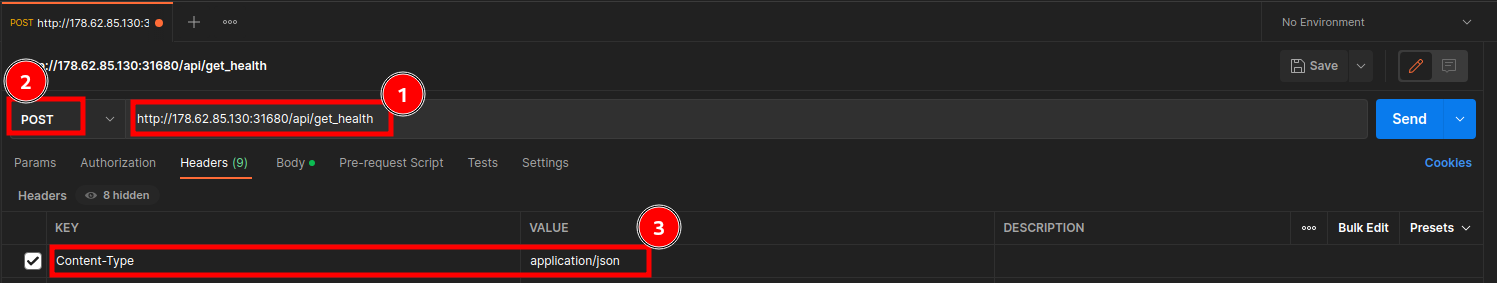 POST http://178.62.85.130:3
No Environment
://178.62.85.130:31680/api/get_health
Save
2
1
POST
http://178.62.85.130:31680/api/get_health
Send
Params Authorization Headers (9) Body Pre-request Script Tests Settings Cookies
Headers 8 hidden
3
KEY VALUE DESCRIPTION Bulk Edit Presets
Content-Type application/json